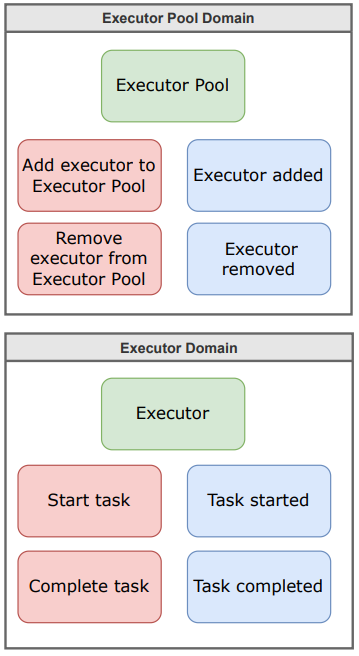 Executor Pool Domain
Executor Pool
Add executor to
Executor Pool
Executor added
Remove
executor from
Executor Pool
Executor
removed
Executor Domain
Executor
Start task
Task started
Complete task
Task completed